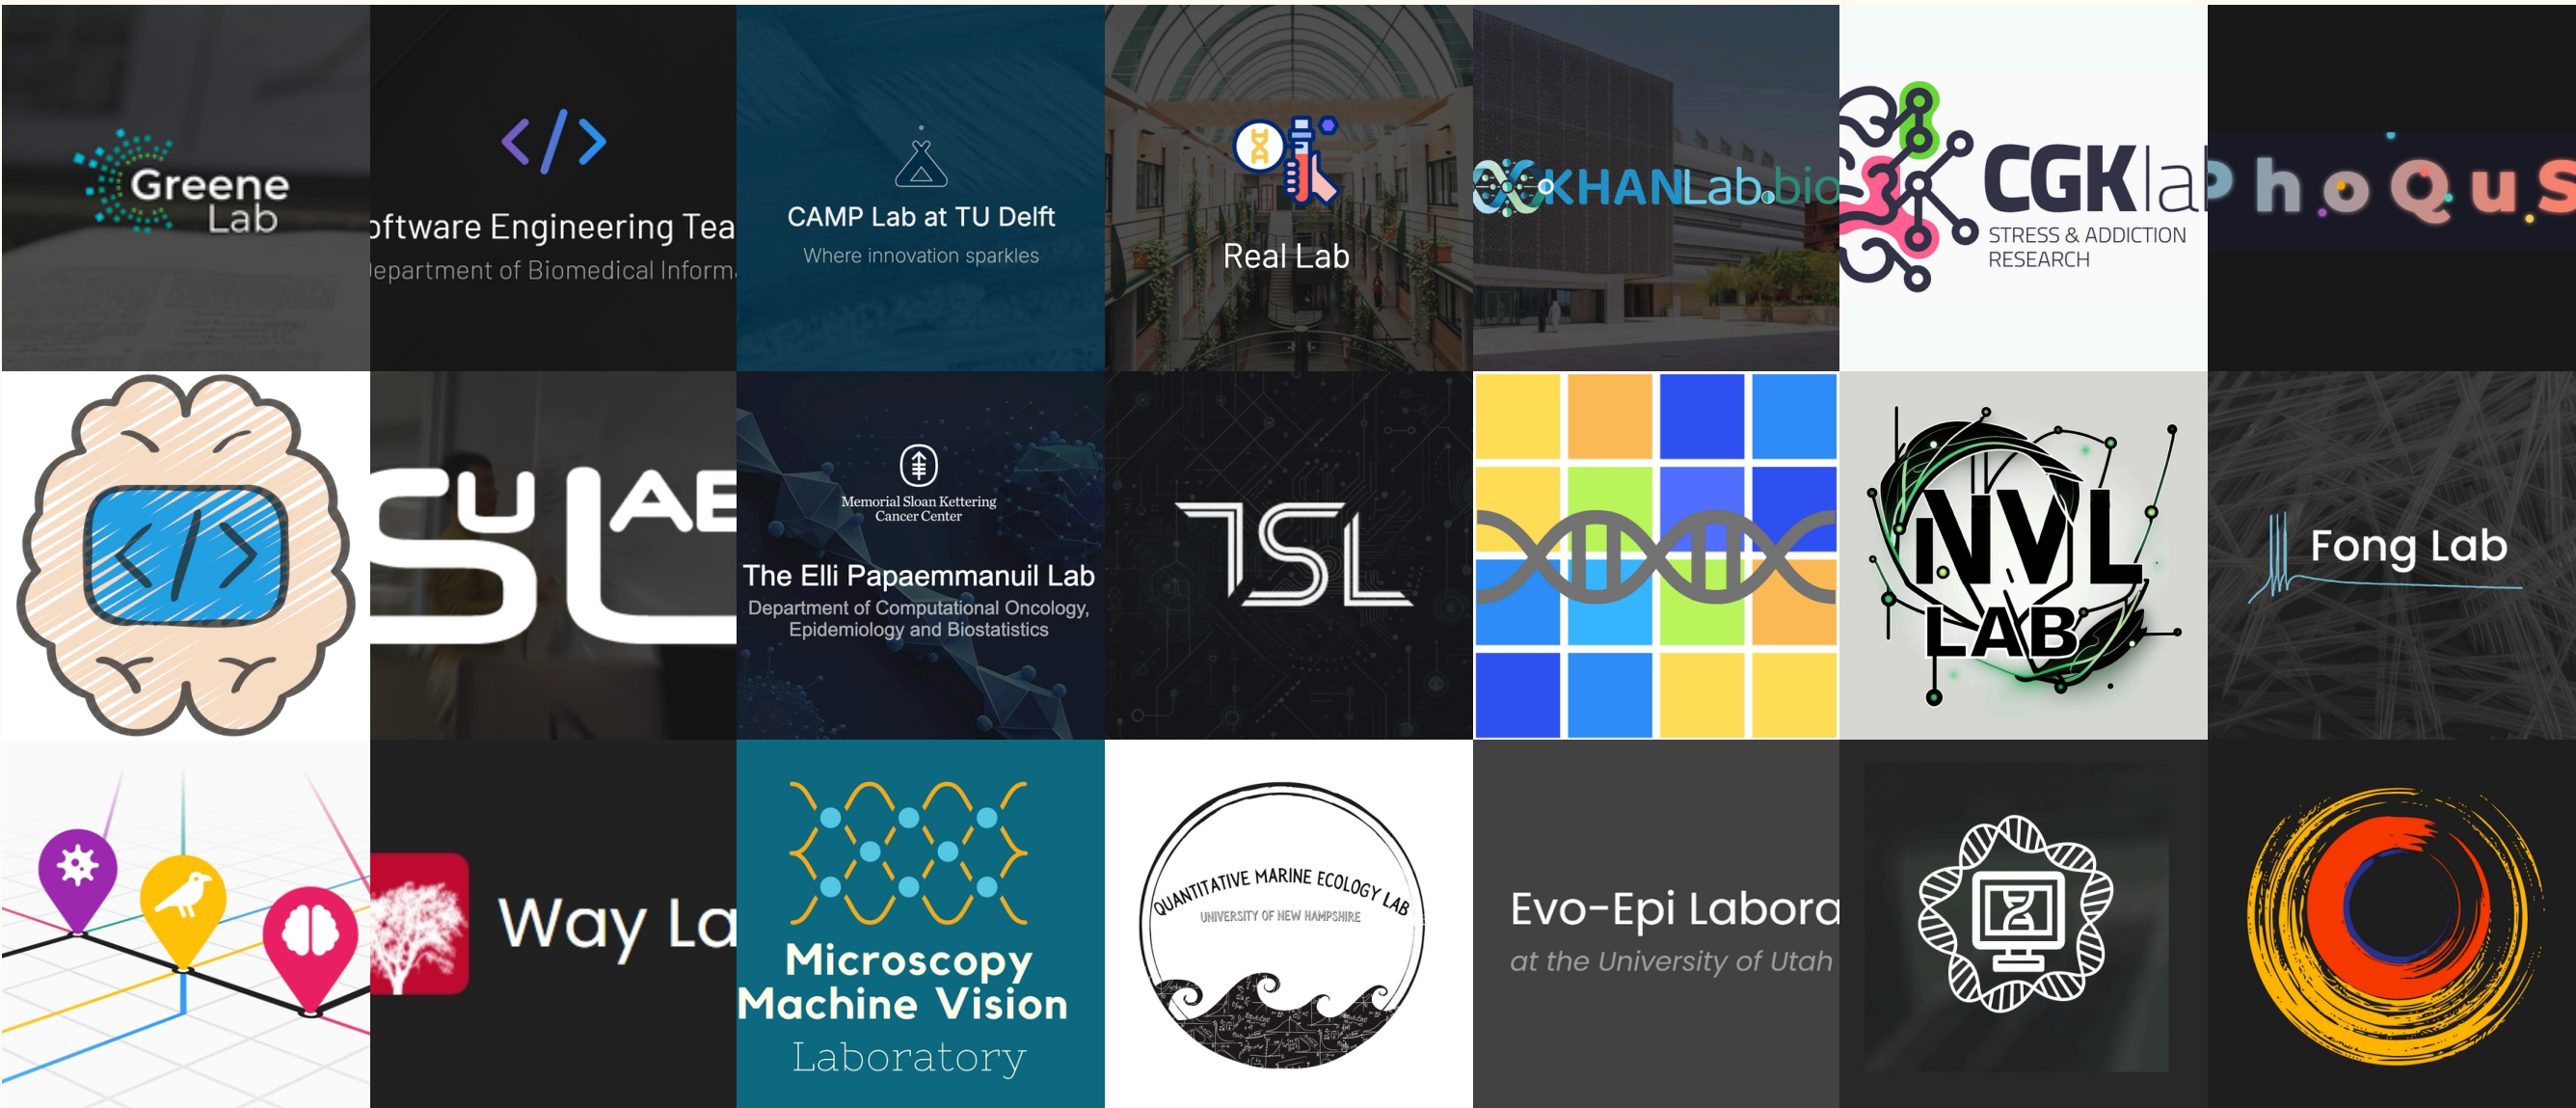 Greene
Lab
</>
oftware Engineering Tea
epartment of Biomedical Inform
CAMP Lab at TU Delft
Where innovation sparkles
Real Lab
KHANLab.bio
CGKla
STRESS & ADDICTION
RESEARCH
PhoQuS
</>
SU LAB
Memorial Sloan Kettering
Cancer Center
The Elli Papaemmanuil Lab
Department of Computational Oncology,
Epidemiology and Biostatistics
TSL
NVL
LAB
Fong Lab
Way La
Microscopy
Machine Vision
Laboratory
QUANTITATIVE MARINE ECOLOGY LAB
UNIVERSITY OF NEW HAMPSHIRE
Evo-Epi Labora
at the University of Utah